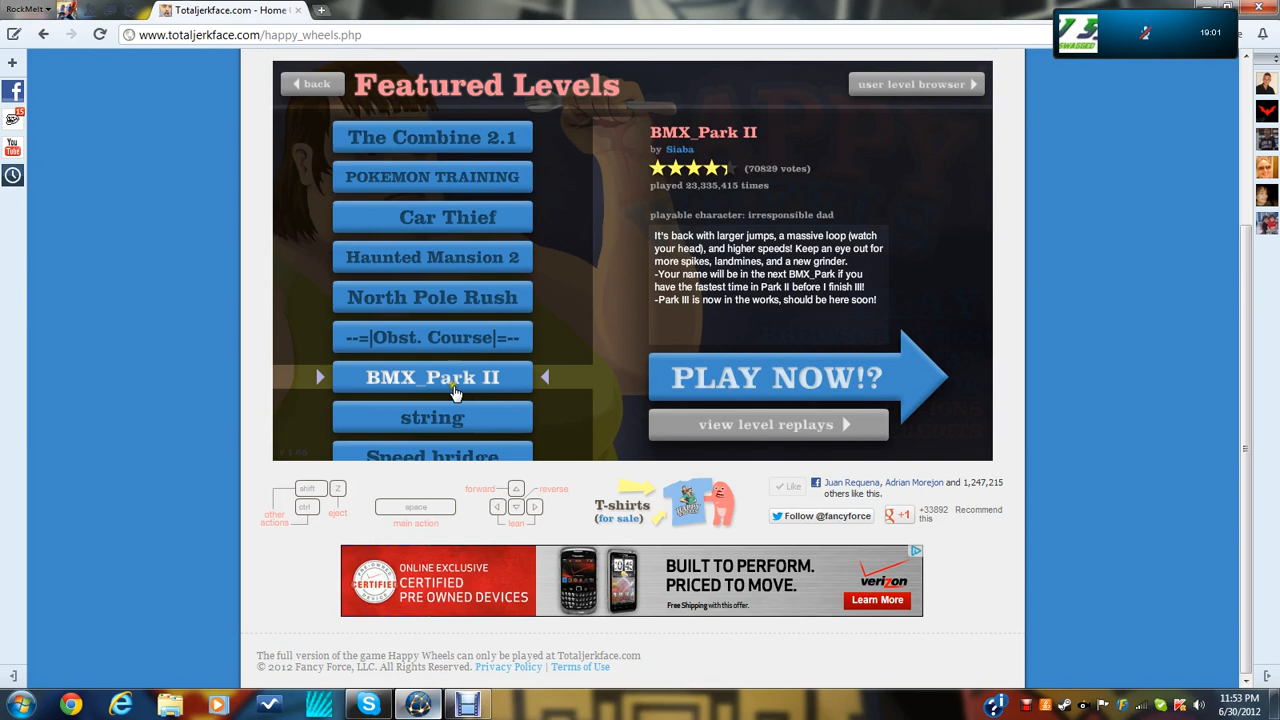 RockMelt
Totaljerkface.com - Home
www.totaljerkface.com/happy_wheels.php
19:01
SWAGGED
back
Featured Levels
user level browser
The Combine 2.1
POKEMON TRAINING
Car Thief
Haunted Mansion 2
North Pole Rush
--=|Obst. Course|=--
BMX_Park II
string
Speed bridge
BMX_Park II
by Siaba
(70829 votes)
played 23,335,415 times
playable character: irresponsible dad
It's back with larger jumps, a massive loop (watch
your head), and higher speeds! Keep an eye out for
more spikes, landmines, and a new grinder.
-Your name will be in the next BMX_Park if you
have the fastest time in Park II before I finish III!
-Park III is now in the works, should be here soon!
PLAY NOW!?
view level replays
shift
Z
ctrl
other
actions
eject
space
main action
forward
reverse
lean
T-shirts
(for sale)
Like
Juan Requena, Adrian Morejon and 1,247,215
others like this.
Follow @fancyforce
+1
+33892 Recommend
this
CERTIFIED
ONLINE EXCLUSIVE
CERTIFIED
PRE OWNED DEVICES
BUILT TO PERFORM.
PRICED TO MOVE.
Free Shipping with this offer.
verizon
Learn More
The full version of the game Happy Wheels can only be played at Totaljerkface.com
© 2012 Fancy Force, LLC. All Rights Reserved. Privacy Policy | Terms of Use
You
Tube
15
11:53 PM
6/30/2012